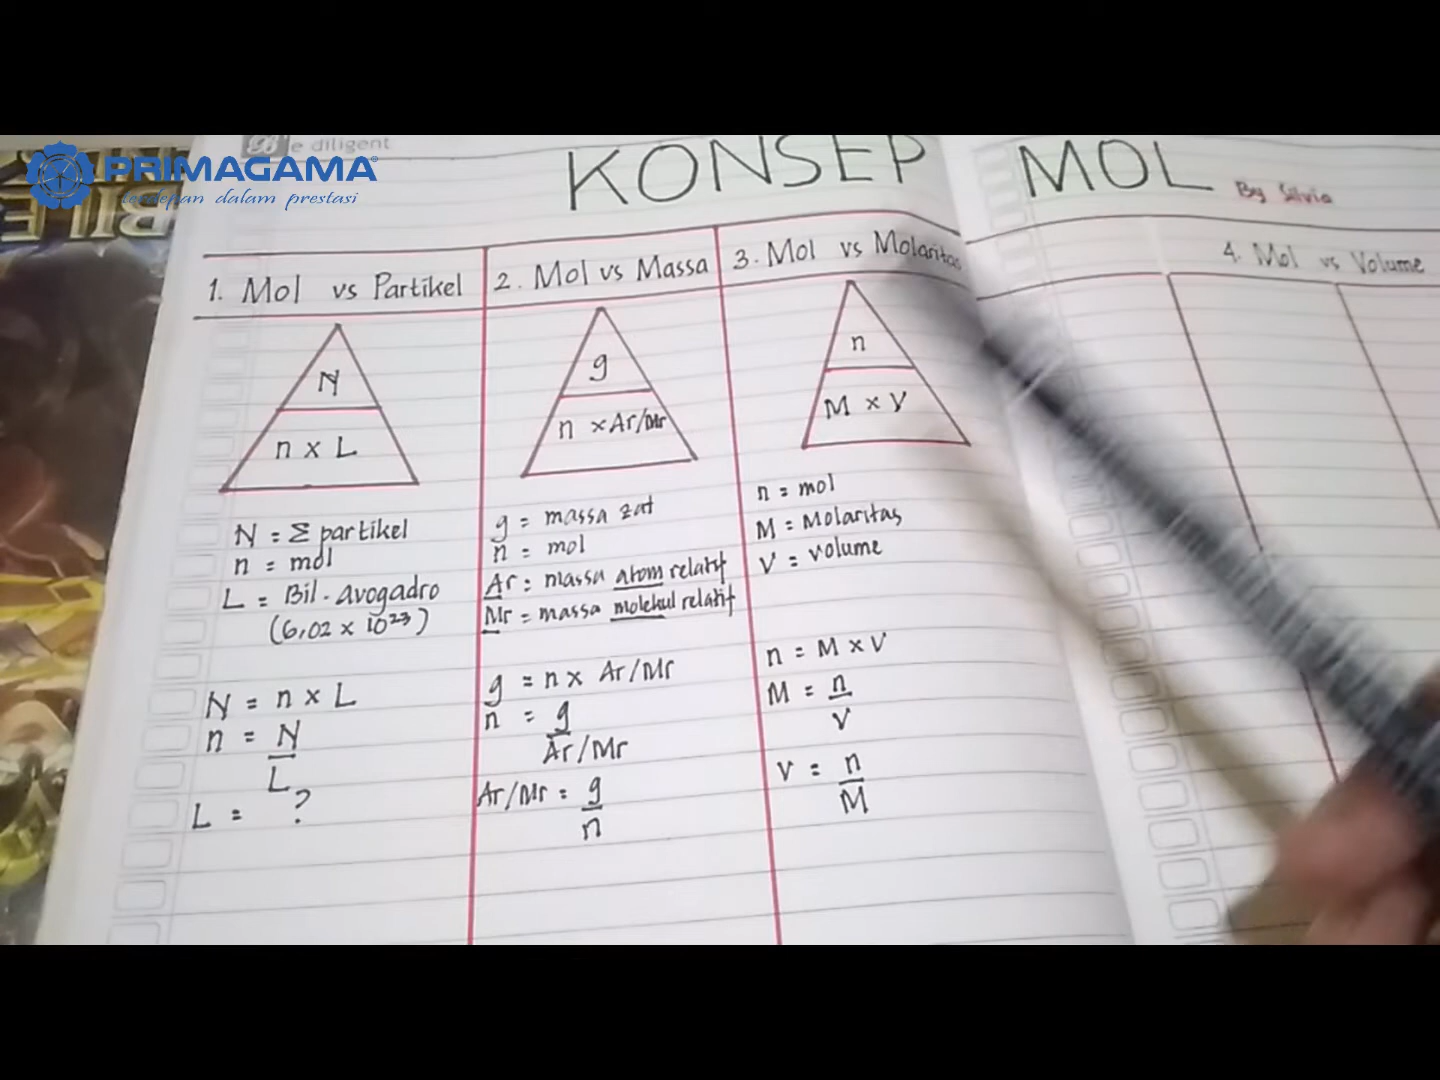 e diligent
PRIMAGAMA
terdepan dalam prestasi
KONSEP MOL
By Silvia
1. Mol vs Partikel
N
n x L
N = Σ partikel
n = mol
L = Bil. Avogadro
(6,02 x 10²³)
N = n x L
n = N
L
L = ?
2. Mol vs Massa
g
n x Ar/Mr
g = massa zat
n = mol
Ar = massa atom relatif
Mr = massa molekul relatif
g = n x Ar/Mr
n = g
Ar/Mr
Ar/Mr = g
n
3. Mol vs Molaritas
n
M x V
n = mol
M = Molaritas
V = volume
n = M x V
M = n
V
V = n
M
4. Mol vs Volume